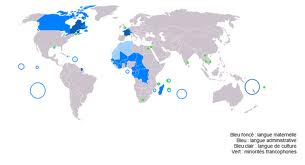 Bleu foncé : langue maternelle
Bleu : langue administrative
Bleu clair : langue de culture
Vert : minorités francophones